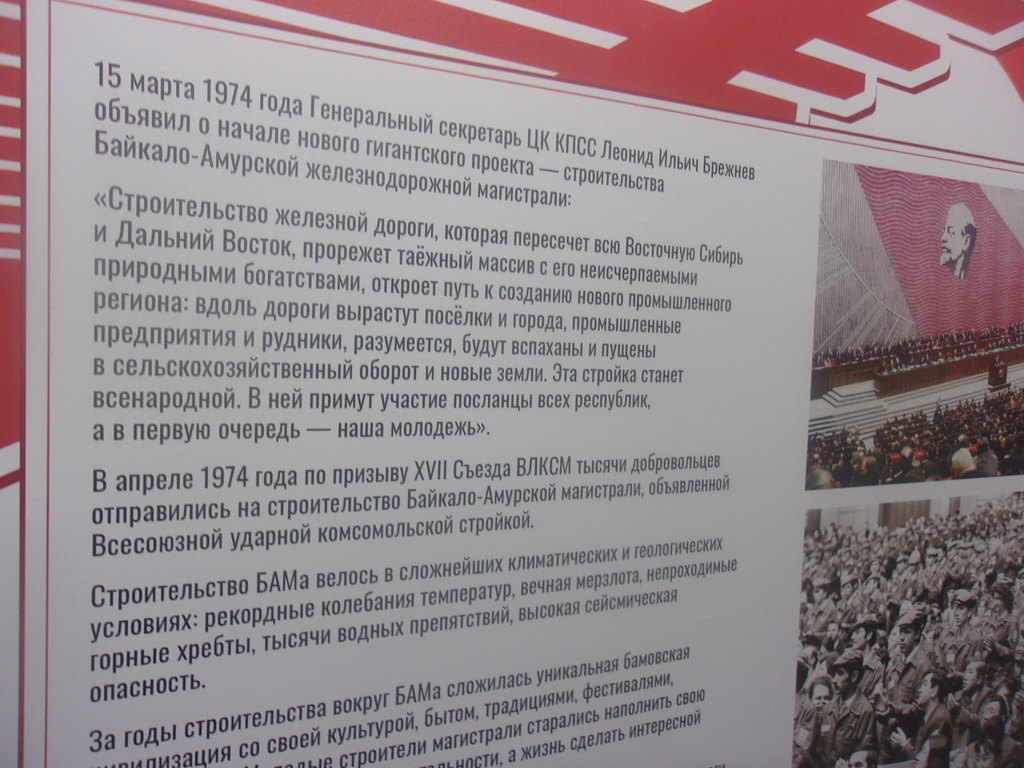 15 марта 1974 года Генеральный секретарь ЦК КПСС Леонид Ильич Брежнев
объявил о начале нового гигантского проекта — строительства
Байкало-Амурской железнодорожной магистрали:
«Строительство железной дороги, которая пересечет всю Восточную Сибирь
и Дальний Восток, прорежет таёжный массив с его неисчерпаемыми
природными богатствами, откроет путь к созданию нового промышленного
региона: вдоль дороги вырастут посёлки и города, промышленные
предприятия и рудники, разумеется, будут вспаханы и пущены
в сельскохозяйственный оборот и новые земли. Эта стройка станет
всенародной. В ней примут участие посланцы всех республик,
а в первую очередь — наша молодежь».
В апреле 1974 года по призыву XVII Съезда ВЛКСМ тысячи добровольцев
отправились на строительство Байкало-Амурской магистрали, объявленной
Всесоюзной ударной комсомольской стройкой.
Строительство БАМа велось в сложнейших климатических и геологических
условиях: рекордные колебания температур, вечная мерзлота, непроходимые
горные хребты, тысячи водных препятствий, высокая сейсмическая
опасность.
За годы строительства вокруг БАМа сложилась уникальная бамовская
со своей культурой, бытом, традициями, фестивалями,
строители магистрали старались наполнить свою
а жизнь сделать интересной